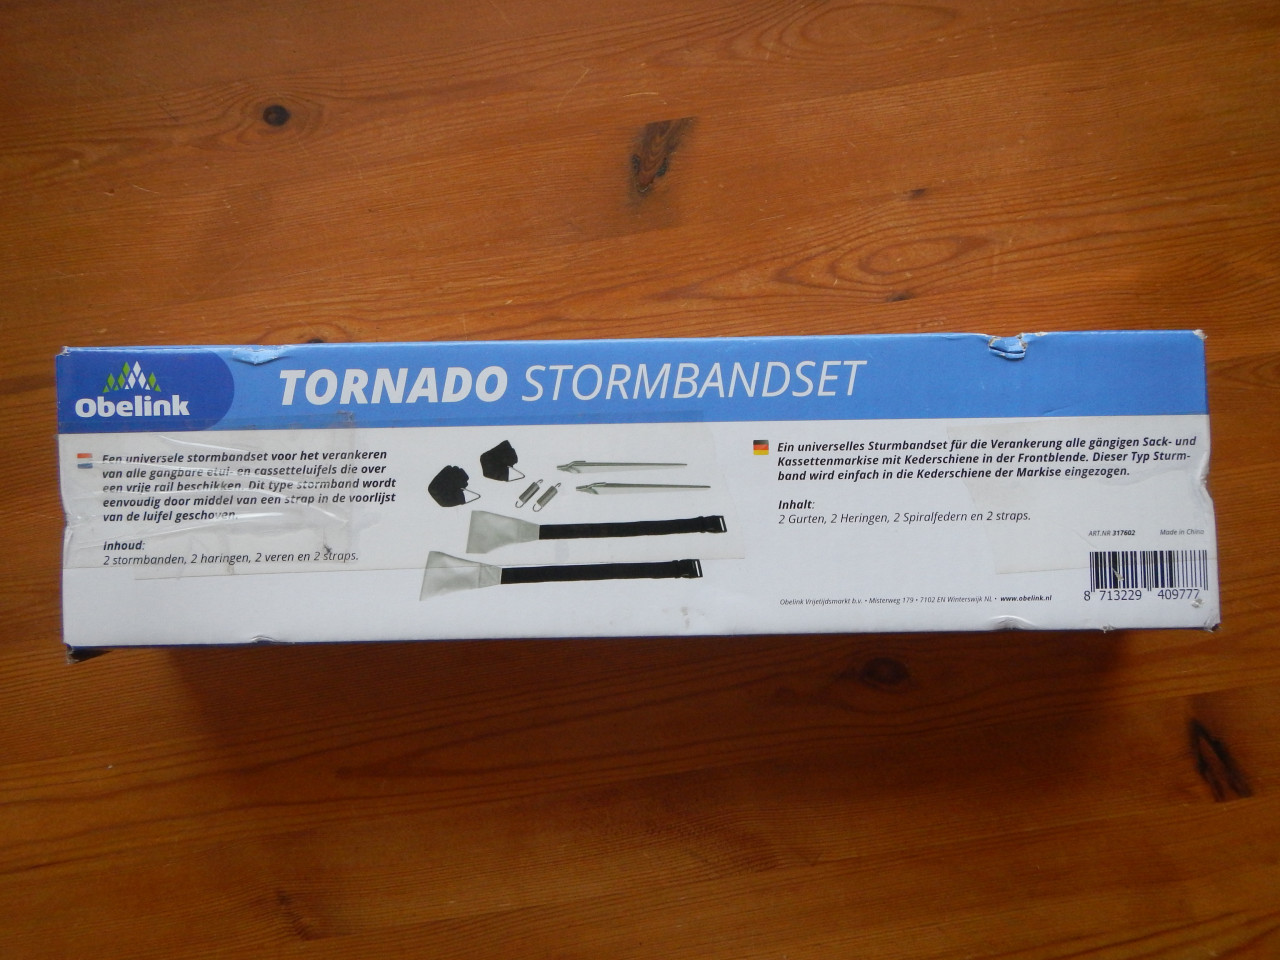 Obelink
TORNADO STORMBANDSET
Een universele stormbandset voor het verankeren
van alle gangbare etui- en cassetteluifels die over
een vrije rail beschikken. Dit type stormband wordt
eenvoudig door middel van een strap in de voorlijst
van de luifel geschoven.
Inhoud:
2 stormbanden, 2 haringen, 2 veren en 2 straps.
Ein universelles Sturmbandset für die Verankerung alle gängigen Sack- und
Kassettenmarkise mit Kederschiene in der Frontblende. Dieser Typ Sturm-
band wird einfach in die Kederschiene der Markise eingezogen.
Inhalt:
2 Gurten, 2 Heringen, 2 Spiralfedern en 2 straps.
ART.NR 317602 Made in China
8 713229 409777
Obelink Vrijetijdsmarkt b.v. • Misterweg 179 • 7102 EN Winterswijk NL • www.obelink.nl